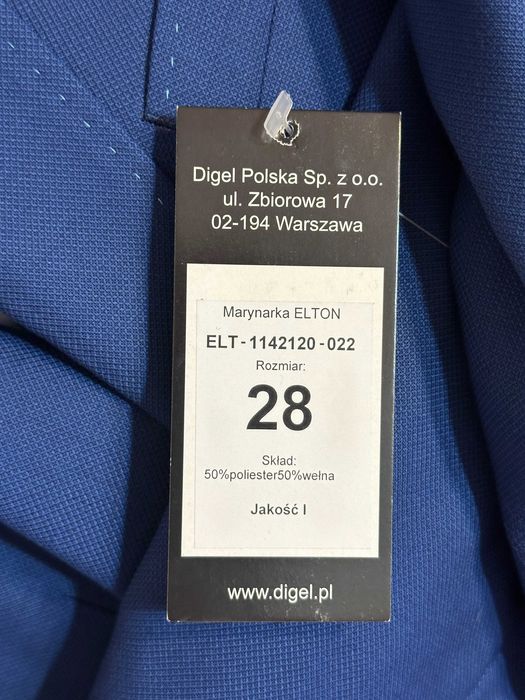 Digel Polska Sp. z o.o.
ul. Zbiorowa 17
02-194 Warszawa
Marynarka ELTON
ELT-1142120-022
Rozmiar:
28
Skład:
50%poliester50%wełna
Jakość I
www.digel.pl